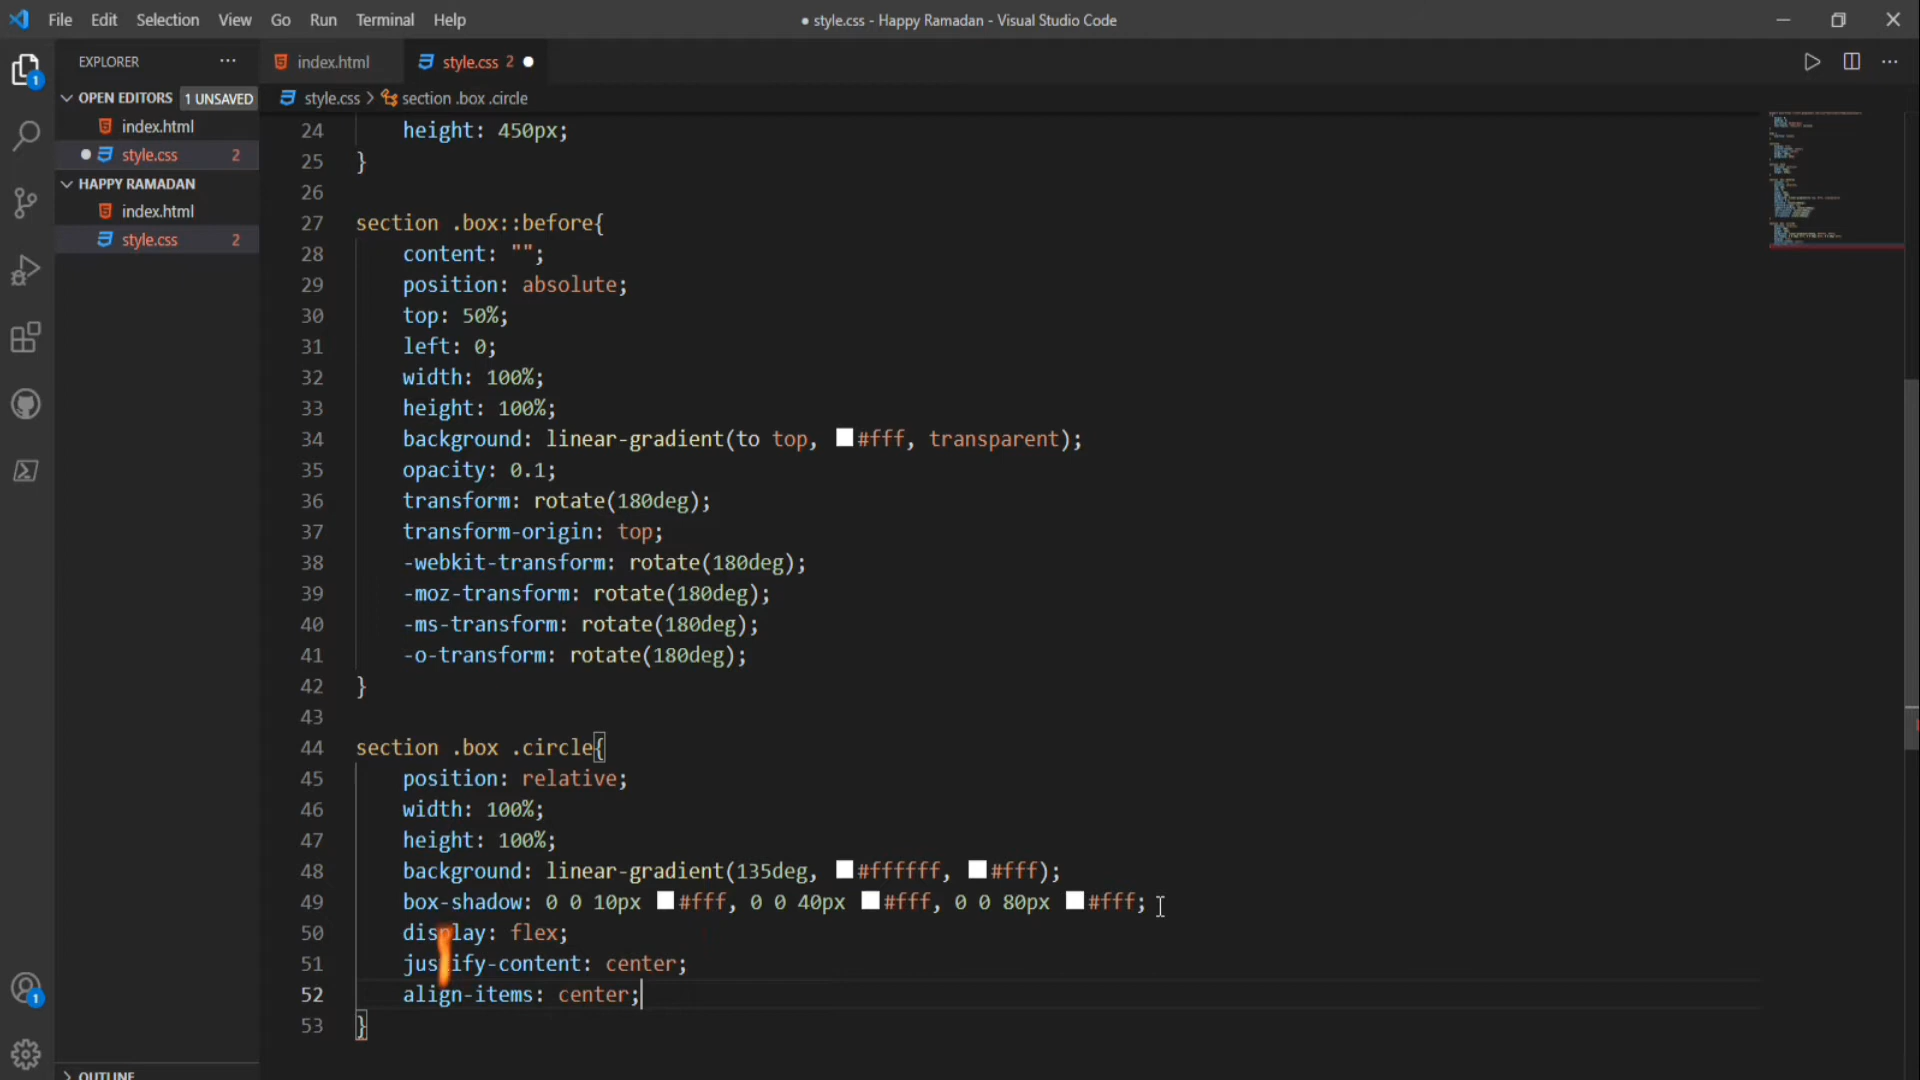 File Edit Selection View Go Run Terminal Help
● style.css - Happy Ramadan - Visual Studio Code
EXPLORER
OPEN EDITORS 1 UNSAVED
index.html
style.css 2
HAPPY RAMADAN
index.html
style.css 2
OUTLINE
1
1
index.html style.css 2
style.css > section .box .circle
24 height: 450px;
25 }
26
27 section .box::before{
28 content: "";
29 position: absolute;
30 top: 50%;
31 left: 0;
32 width: 100%;
33 height: 100%;
34 background: linear-gradient(to top, #fff, transparent);
35 opacity: 0.1;
36 transform: rotate(180deg);
37 transform-origin: top;
38 -webkit-transform: rotate(180deg);
39 -moz-transform: rotate(180deg);
40 -ms-transform: rotate(180deg);
41 -o-transform: rotate(180deg);
42 }
43
44 section .box .circle{
45 position: relative;
46 width: 100%;
47 height: 100%;
48 background: linear-gradient(135deg, #ffffff, #fff);
49 box-shadow: 0 0 10px #fff, 0 0 40px #fff, 0 0 80px #fff;
50 display: flex;
51 justify-content: center;
52 align-items: center;
53 }